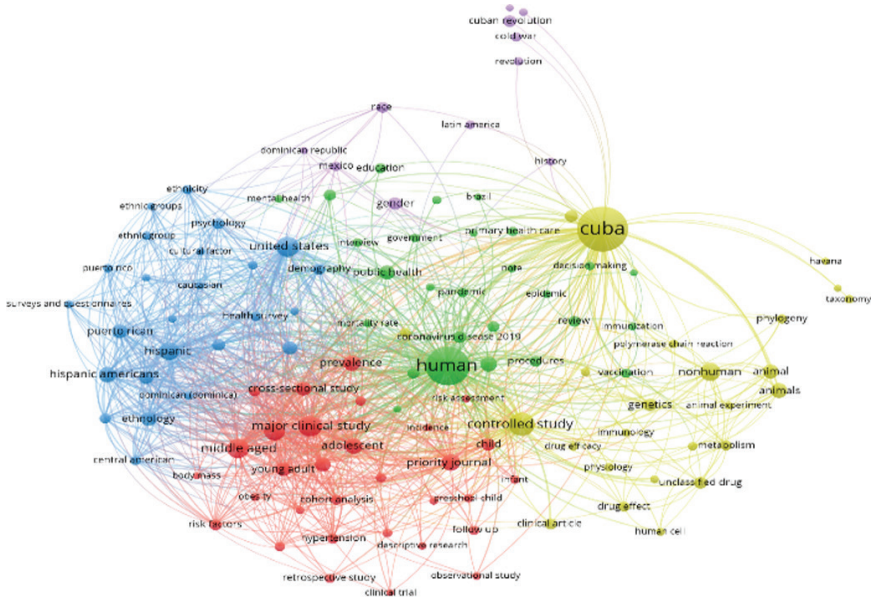 cuban revolution
cold war
revolution
race
latin america
dominican republic
history
mexico
education
ethnicity
mental health
brazil
ethnic groups
gender
psychology
cuba
ethnic group
interview
government
primary health care
united states
cultural factor
havana
puerto rico
demography
public health
note
decision making
caucasian
pandemic
epidemic
taxonomy
surveys and questionnaires
health survey
mortality rate
review
immunization
phylogeny
puerto rican
coronavirus disease 2019
polymerase chain reaction
hispanic
prevalence
human
procedures
hispanic americans
vaccination
nonhuman
animal
cross-sectional study
animals
dominican (dominica)
risk assessment
genetics
animal experiment
ethnology
major clinical study
incidence
controlled study
immunology
middle aged
adolescent
child
drug efficacy
metabolism
central american
young adult
priority journal
physiology
body mass
infant
unclassified drug
obesity
cohort analysis
preschool child
drug effect
risk factors
hypertension
follow up
clinical article
human cell
descriptive research
retrospective study
observational study
clinical trial